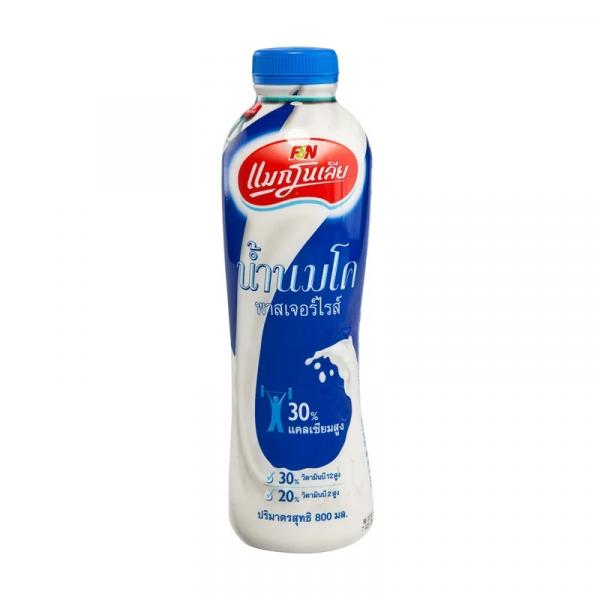 F&N
แมกโนเลีย
น้ำนมโค
พาสเจอร์ไรส์
30%
แคลเซียมสูง
30% วิตามินบี 12 สูง
20% วิตามินบี 2 สูง
ปริมาตรสุทธิ 800 มล.